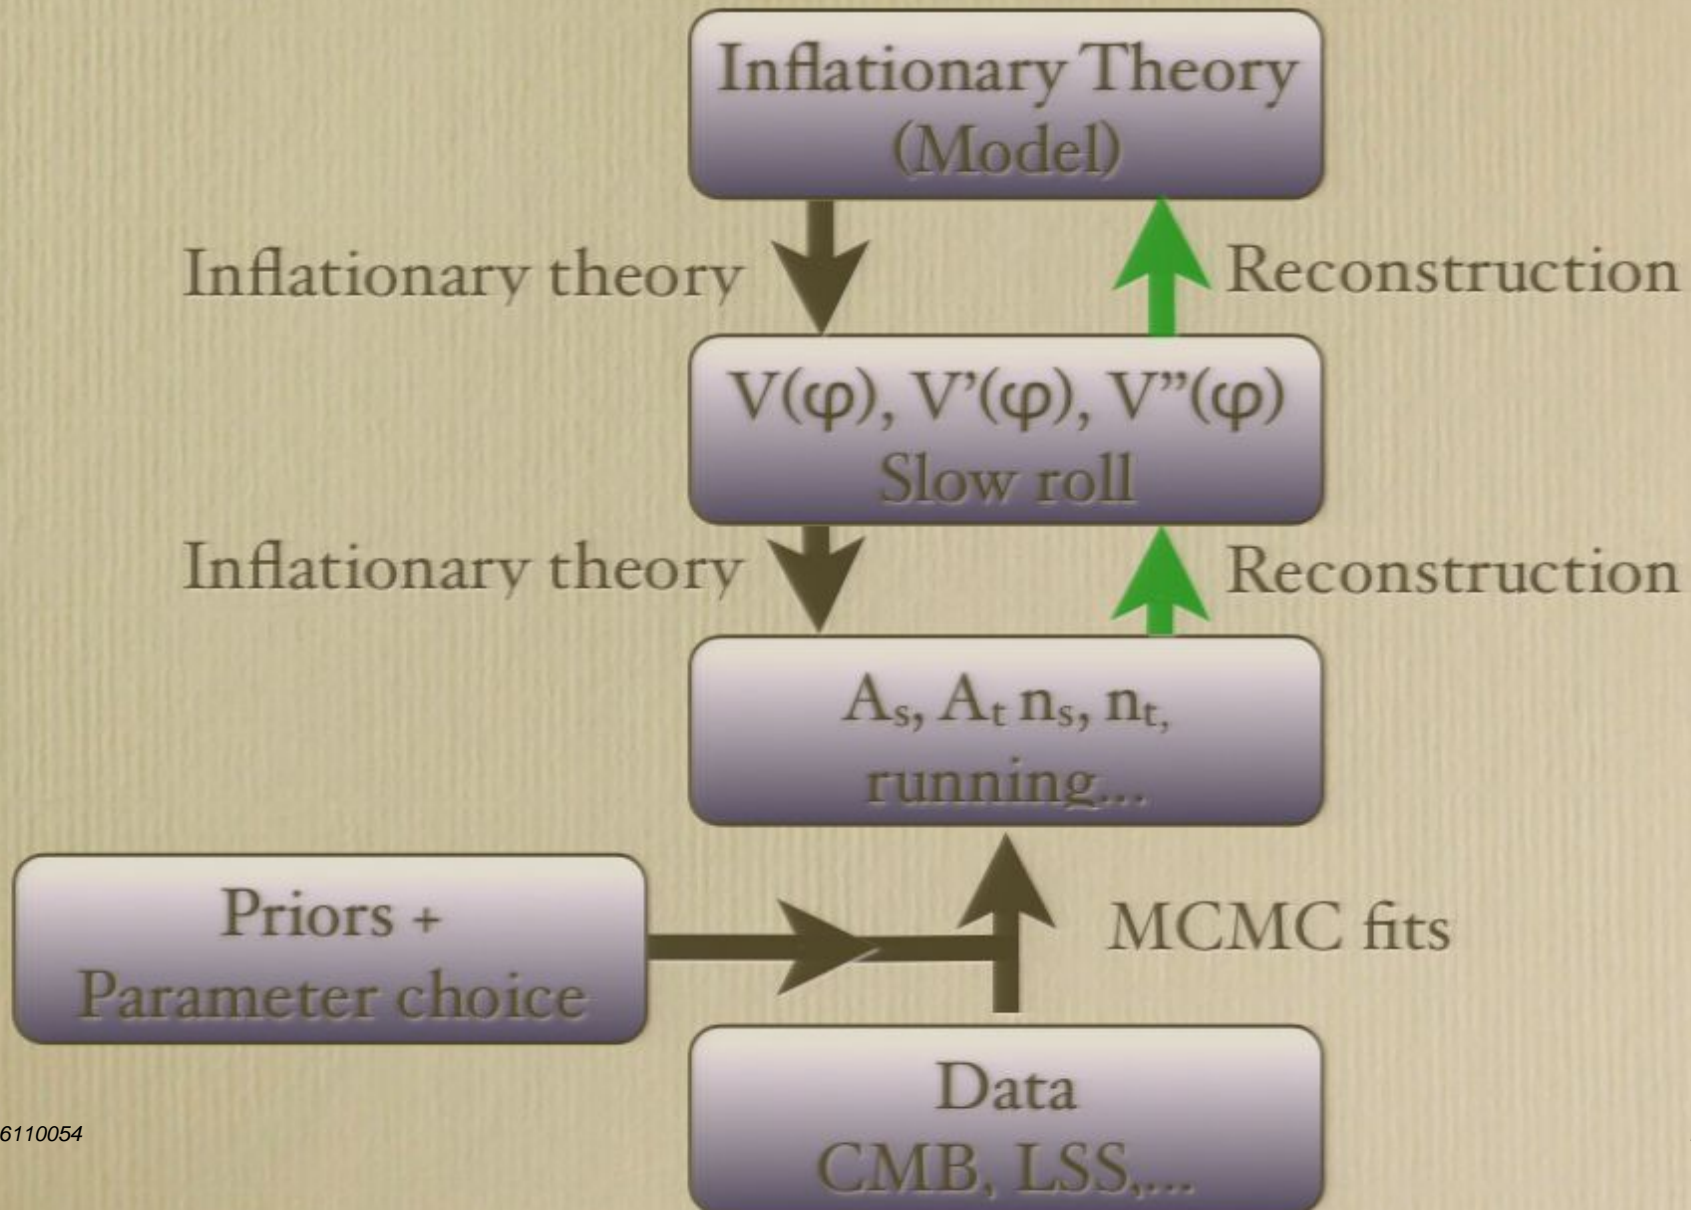 Inflationary Theory
(Model)
Inflationary theory
Reconstruction
V(φ), V’(φ), V”(φ)
Slow roll
Inflationary theory
Reconstruction
As, At ns, nt,
running...
Priors +
Parameter choice
MCMC fits
Data
CMB, LSS,...
6110054